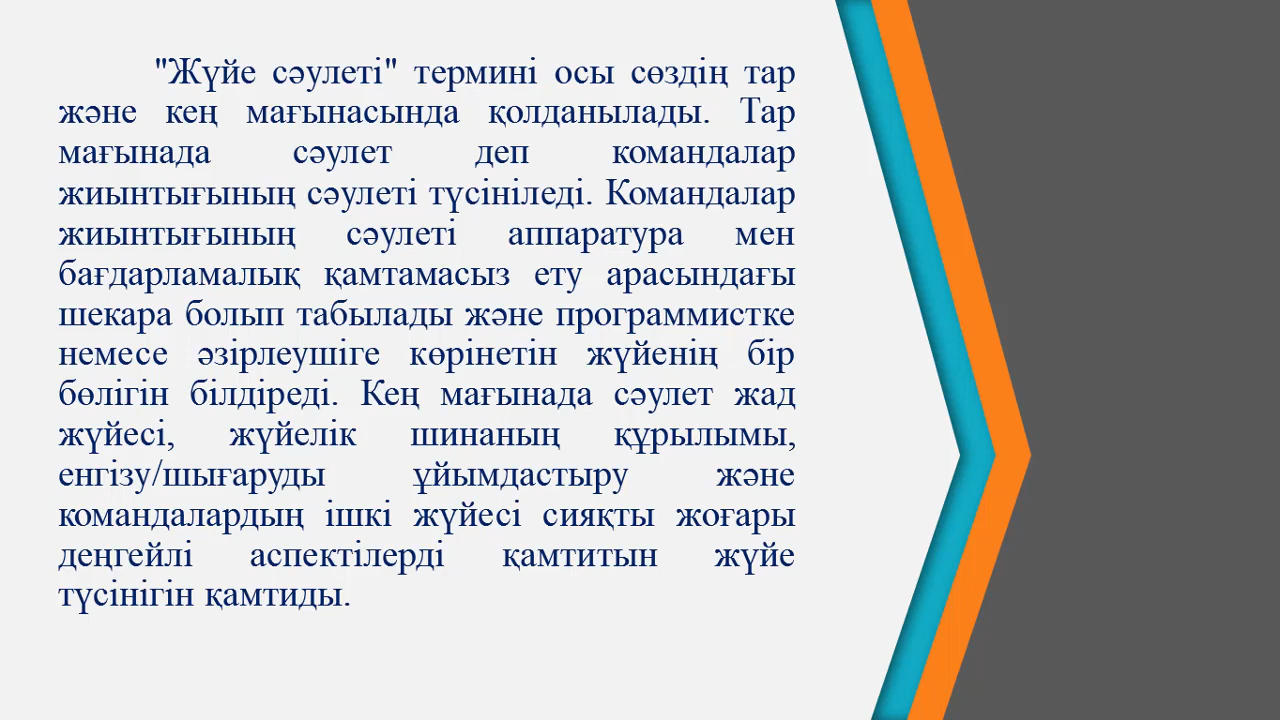 "Жүйе сәулеті" термині осы сөздің тар
және кең мағынасында қолданылады. Тар
мағынада сәулет деп командалар
жиынтығының сәулеті түсініледі. Командалар
жиынтығының сәулеті аппаратура мен
бағдарламалық қамтамасыз ету арасындағы
шекара болып табылады және программистке
немесе әзірлеушіге көрінетін жүйенің бір
бөлігін білдіреді. Кең мағынада сәулет жад
жүйесі, жүйелік шинаның құрылымы,
енгізу/шығаруды ұйымдастыру және
командалардың ішкі жүйесі сияқты жоғары
деңгейлі аспектілерді қамтитын жүйе
түсінігін қамтиды.